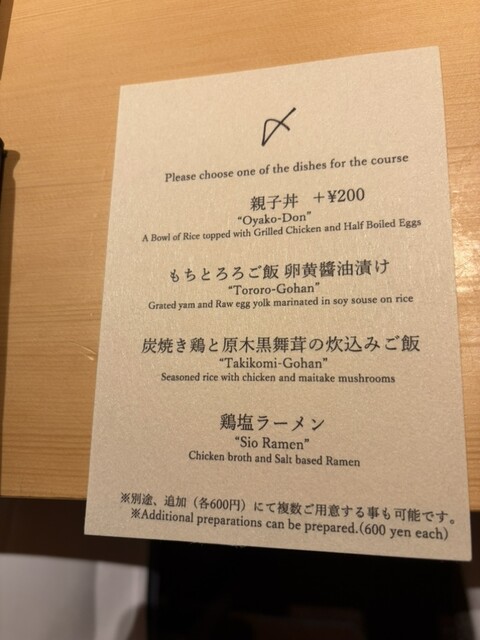 〆
Please choose one of the dishes for the course
親子丼 +¥200
“Oyako-Don”
A Bowl of Rice topped with Grilled Chicken and Half Boiled Eggs
もちとろろご飯 卵黄醬油漬け
“Tororo-Gohan”
Grated yam and Raw egg yolk marinated in soy souse on rice
炭焼き鶏と原木黒舞茸の炊込みご飯
“Takikomi-Gohan”
Seasoned rice with chicken and maitake mushrooms
鶏塩ラーメン
“Sio Ramen”
Chicken broth and Salt based Ramen
※別途、追加（各600円）にて複数ご用意する事も可能です。
※Additional preparations can be prepared.(600 yen each)